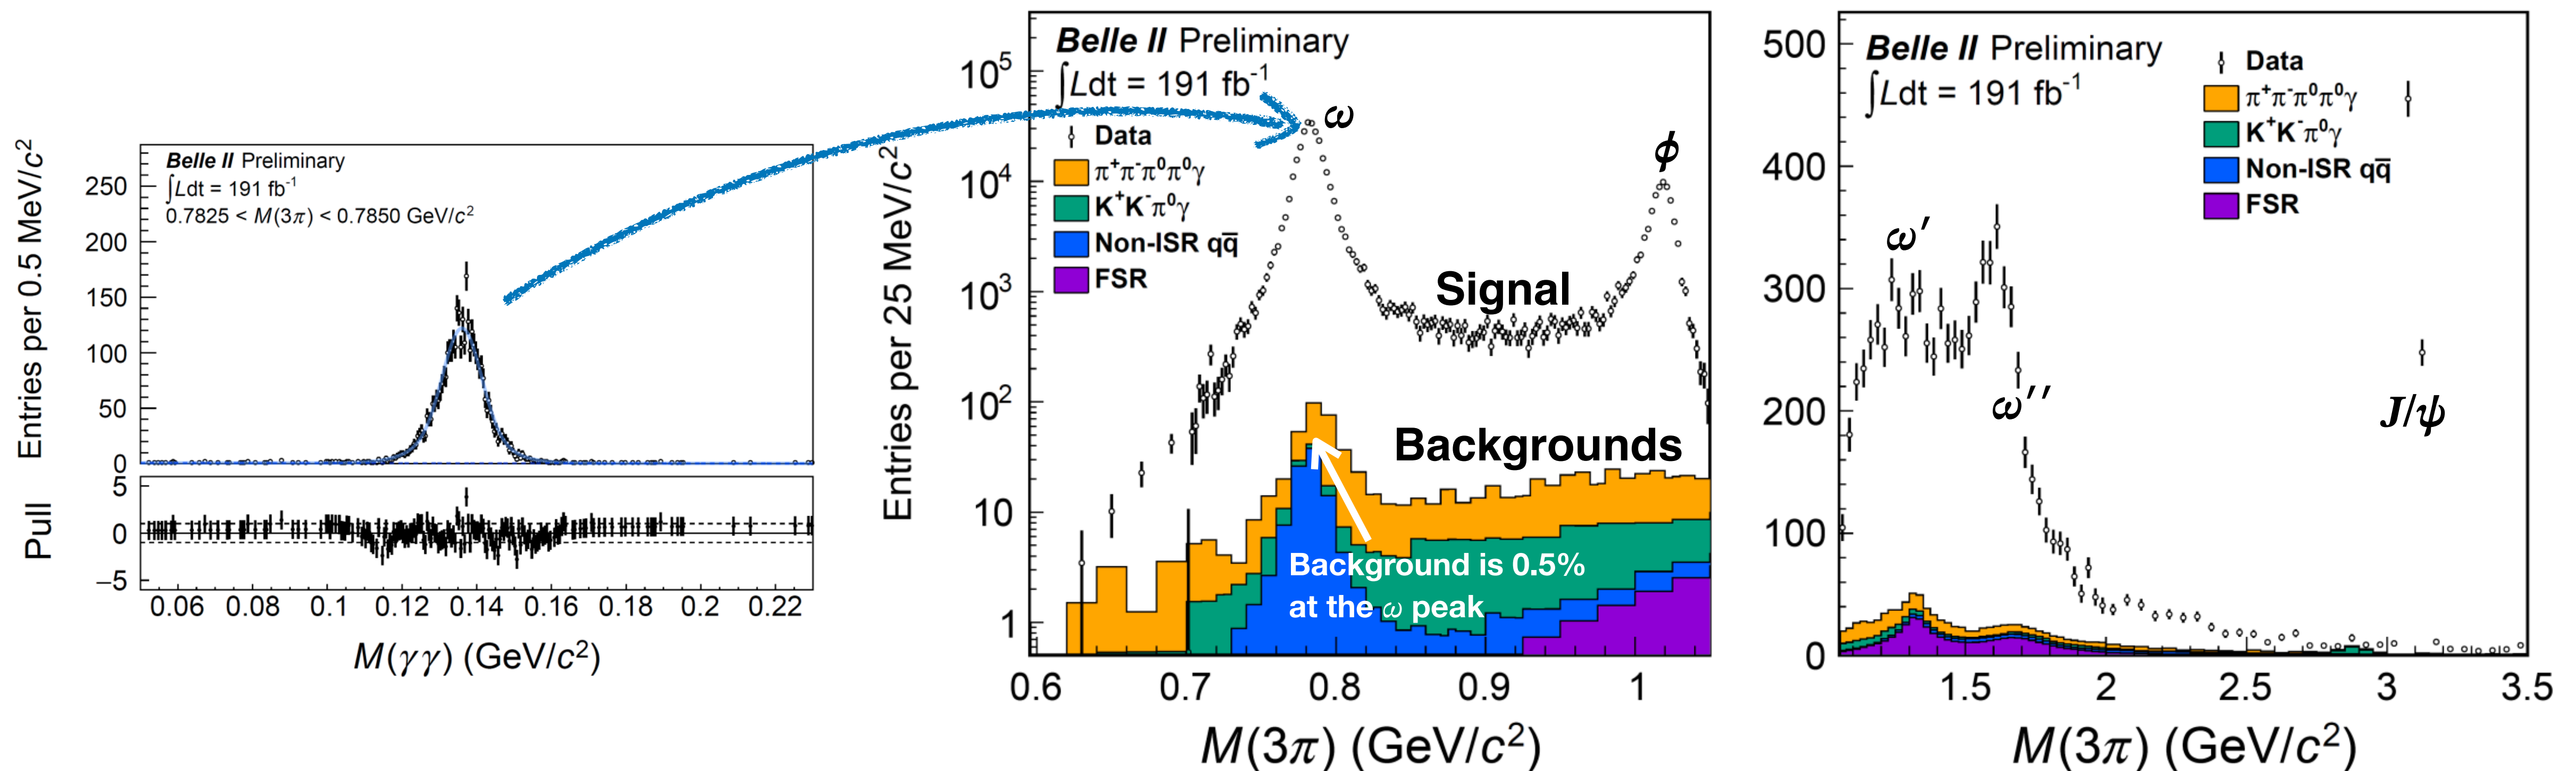 Belle II Preliminary
∫Ldt = 191 fb⁻¹
0.7825 < M(3π) < 0.7850 GeV/c²
Entries per 0.5 MeV/c²
250
200
150
100
50
0
Pull
5
0
−5
0.06 0.08 0.1 0.12 0.14 0.16 0.18 0.2 0.22
M(γγ) (GeV/c²)
Belle II Preliminary
∫Ldt = 191 fb⁻¹
Data
π⁺π⁻π⁰π⁰γ
K⁺K⁻π⁰γ
Non-ISR qq̅
FSR
ω
ϕ
Signal
Backgrounds
Background is 0.5%
at the ω peak
Entries per 25 MeV/c²
10⁵
10⁴
10³
10²
10
1
0.6 0.7 0.8 0.9 1
M(3π) (GeV/c²)
Belle II Preliminary
∫Ldt = 191 fb⁻¹
Data
π⁺π⁻π⁰π⁰γ
K⁺K⁻π⁰γ
Non-ISR qq̅
FSR
ω′
ω′′
J/ψ
500
400
300
200
100
0
1.5 2 2.5 3 3.5
M(3π) (GeV/c²)